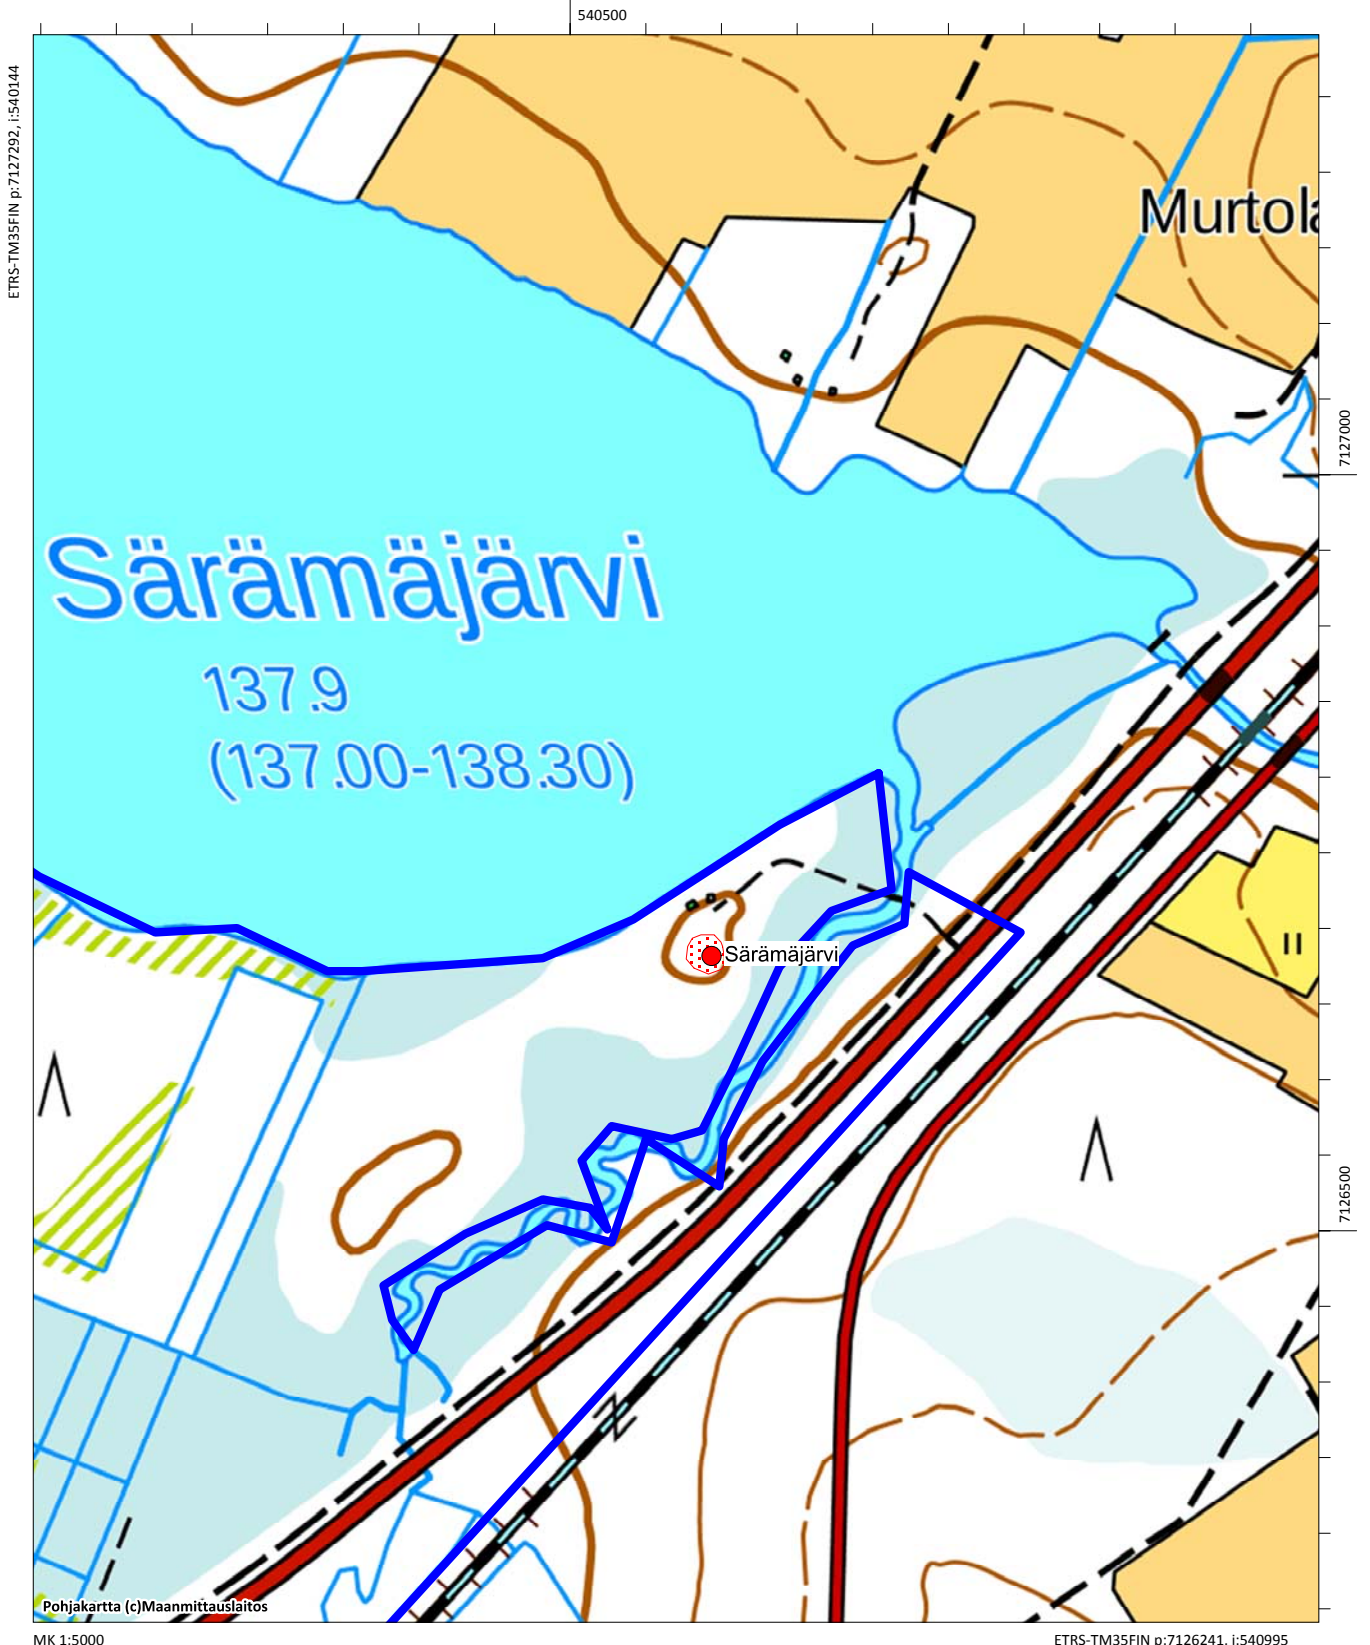 540500
ETRS-TM35FIN p:7127292, i:540144
Murtola
7127000
Särämäjärvi
137.9
(137.00-138.30)
II
Särämäjärvi
7126500
Pohjakartta (c)Maanmittauslaitos
MK 1:5000
ETRS-TM35FIN p:7126241, i:540995